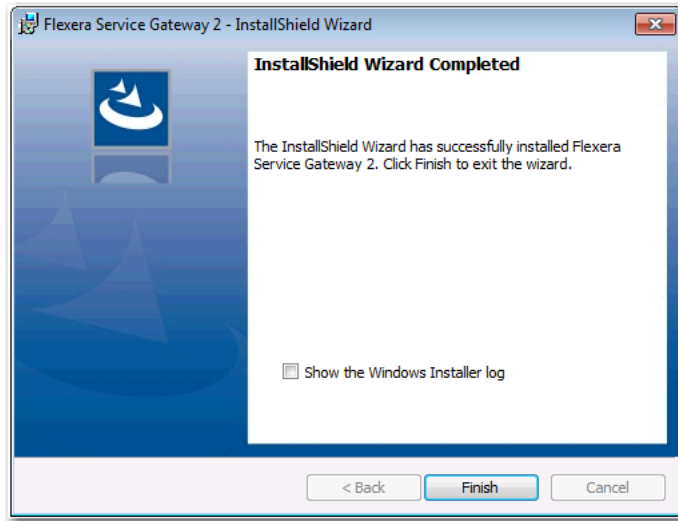 Flexera Service Gateway 2 - InstallShield Wizard
InstallShield Wizard Completed
The InstallShield Wizard has successfully installed Flexera
Service Gateway 2. Click Finish to exit the wizard.
Show the Windows Installer log
< Back
Finish
Cancel